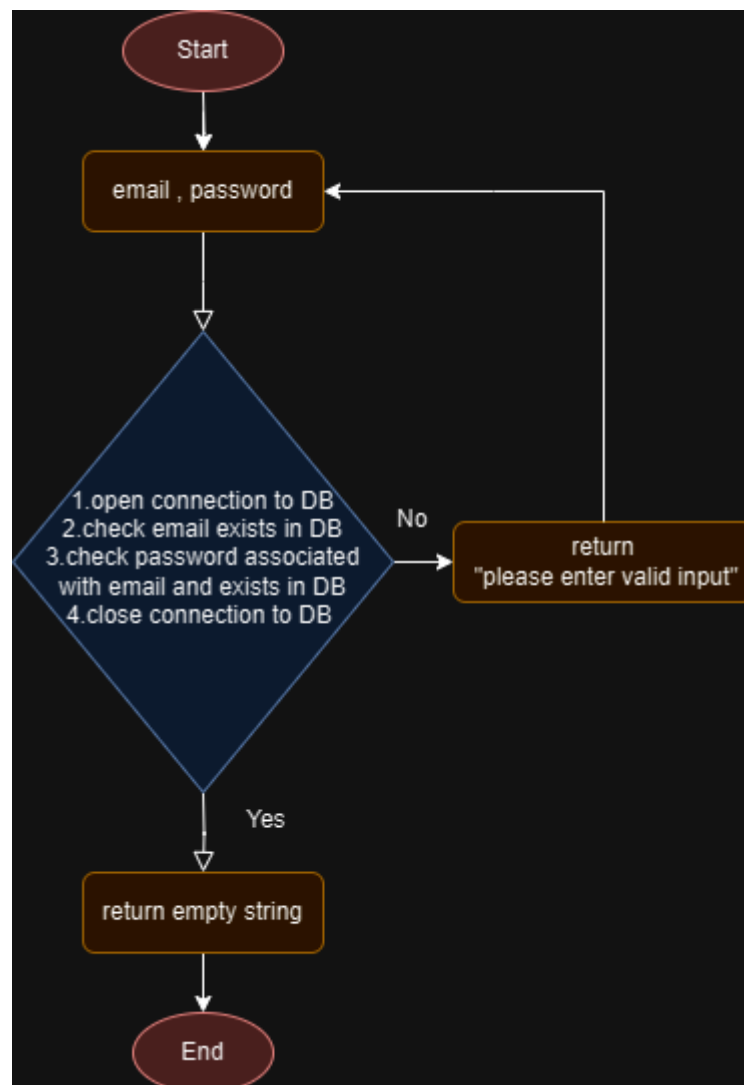 Start
email , password
1.open connection to DB
2.check email exists in DB
3.check password associated
with email and exists in DB
4.close connection to DB
No
return
"please enter valid input"
Yes
return empty string
End